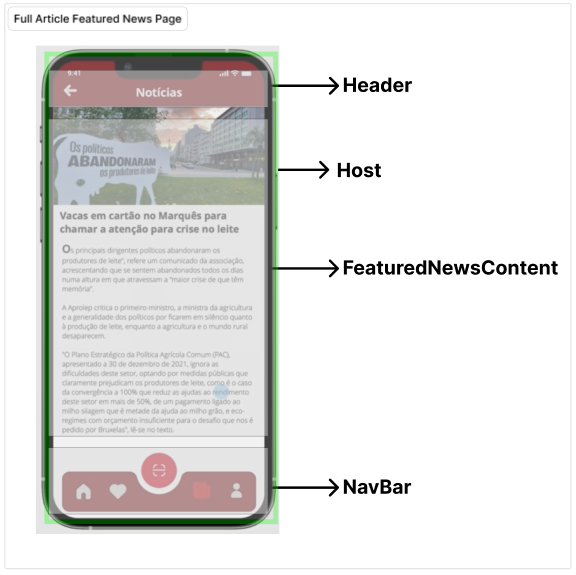 Full Article Featured News Page
9:41
Notícias
Header
Os políticos
ABANDONARAM
os produtores de leite
Host
Vacas em cartão no Marquês para
chamar a atenção para crise no leite
Os principais dirigentes políticos abandonaram os
produtores de leite", refere um comunicado da associação,
acrescentando que se sentem abandonados todos os dias
numa altura em que atravessam a "maior crise de que têm
memória".
FeaturedNewsContent
A Aprolep critica o primeiro-ministro, a ministra da agricultura
e a generalidade dos políticos por ficarem em silêncio quanto
à produção de leite, enquanto a agricultura e o mundo rural
desaparecem.
"O Plano Estratégico da Política Agrícola Comum (PAC),
apresentado a 30 de dezembro de 2021, ignora as
dificuldades deste setor, optando por medidas públicas que
claramente prejudicam os produtores de leite, como é o caso
da convergência a 100% que reduz as ajudas ao rendimento
deste setor em mais de 50%, de um pagamento ligado ao
milho silagem que é metade da ajuda ao milho grão, e eco-
regimes com orçamento insuficiente para o desafio que nos é
pedido por Bruxelas", lê-se no texto.
NavBar